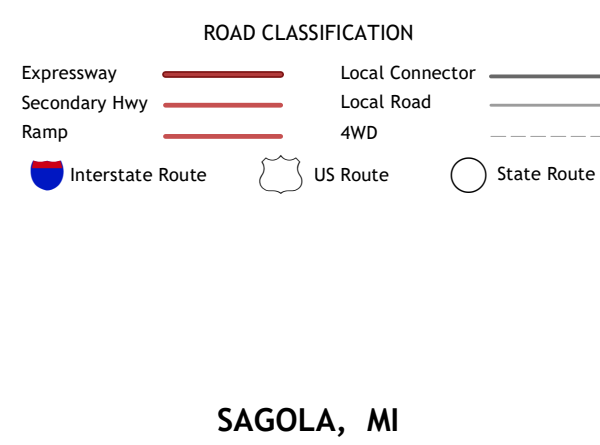 ROAD CLASSIFICATION
Expressway Local Connector
Secondary Hwy Local Road
Ramp 4WD
Interstate Route US Route State Route
SAGOLA, MI